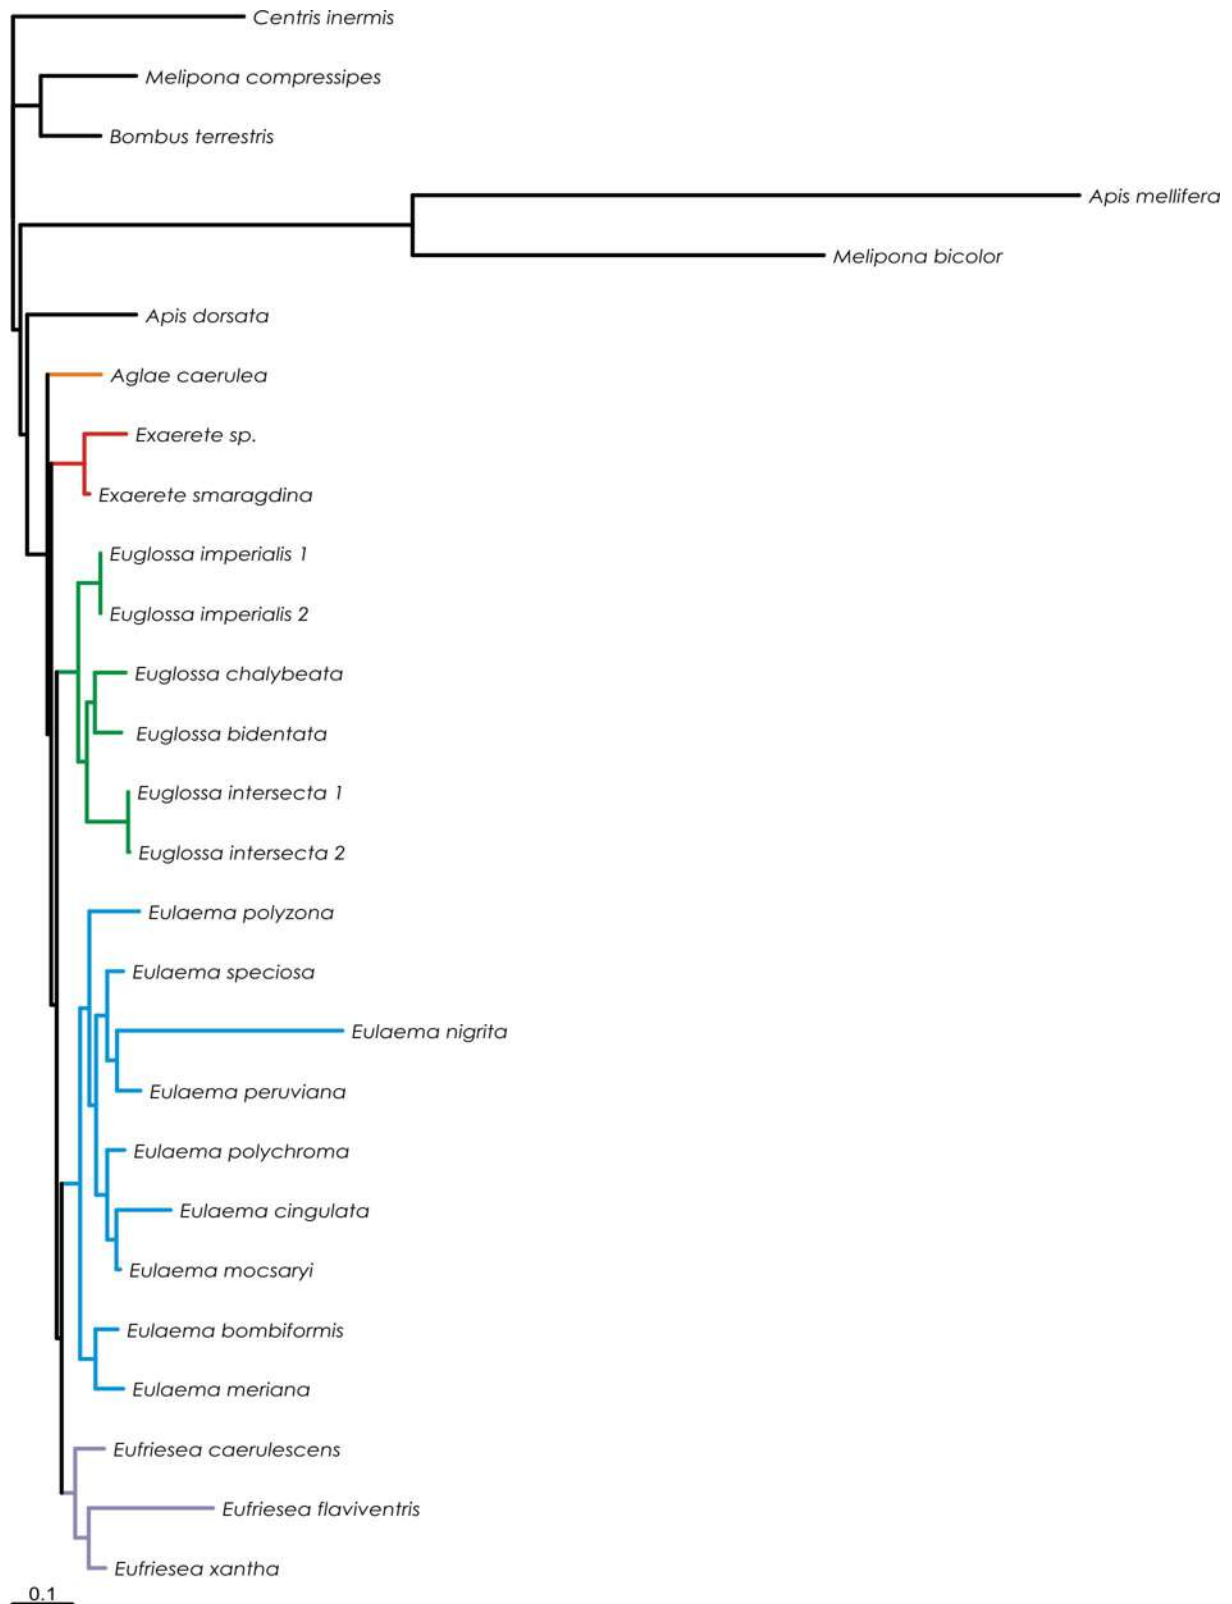 Centris inermis
Melipona compressipes
Bombus terrestris
Apis mellifera
Melipona bicolor
Apis dorsata
Aglae caerulea
Exaerete sp.
Exaerete smaragdina
Euglossa imperialis 1
Euglossa imperialis 2
Euglossa chalybeata
Euglossa bidentata
Euglossa intersecta 1
Euglossa intersecta 2
Eulaema polyzona
Eulaema speciosa
Eulaema nigrita
Eulaema peruviana
Eulaema polychroma
Eulaema cingulata
Eulaema mocsaryi
Eulaema bombiformis
Eulaema meriana
Eufriesea caerulescens
Eufriesea flaviventris
Eufriesea xantha
0.1